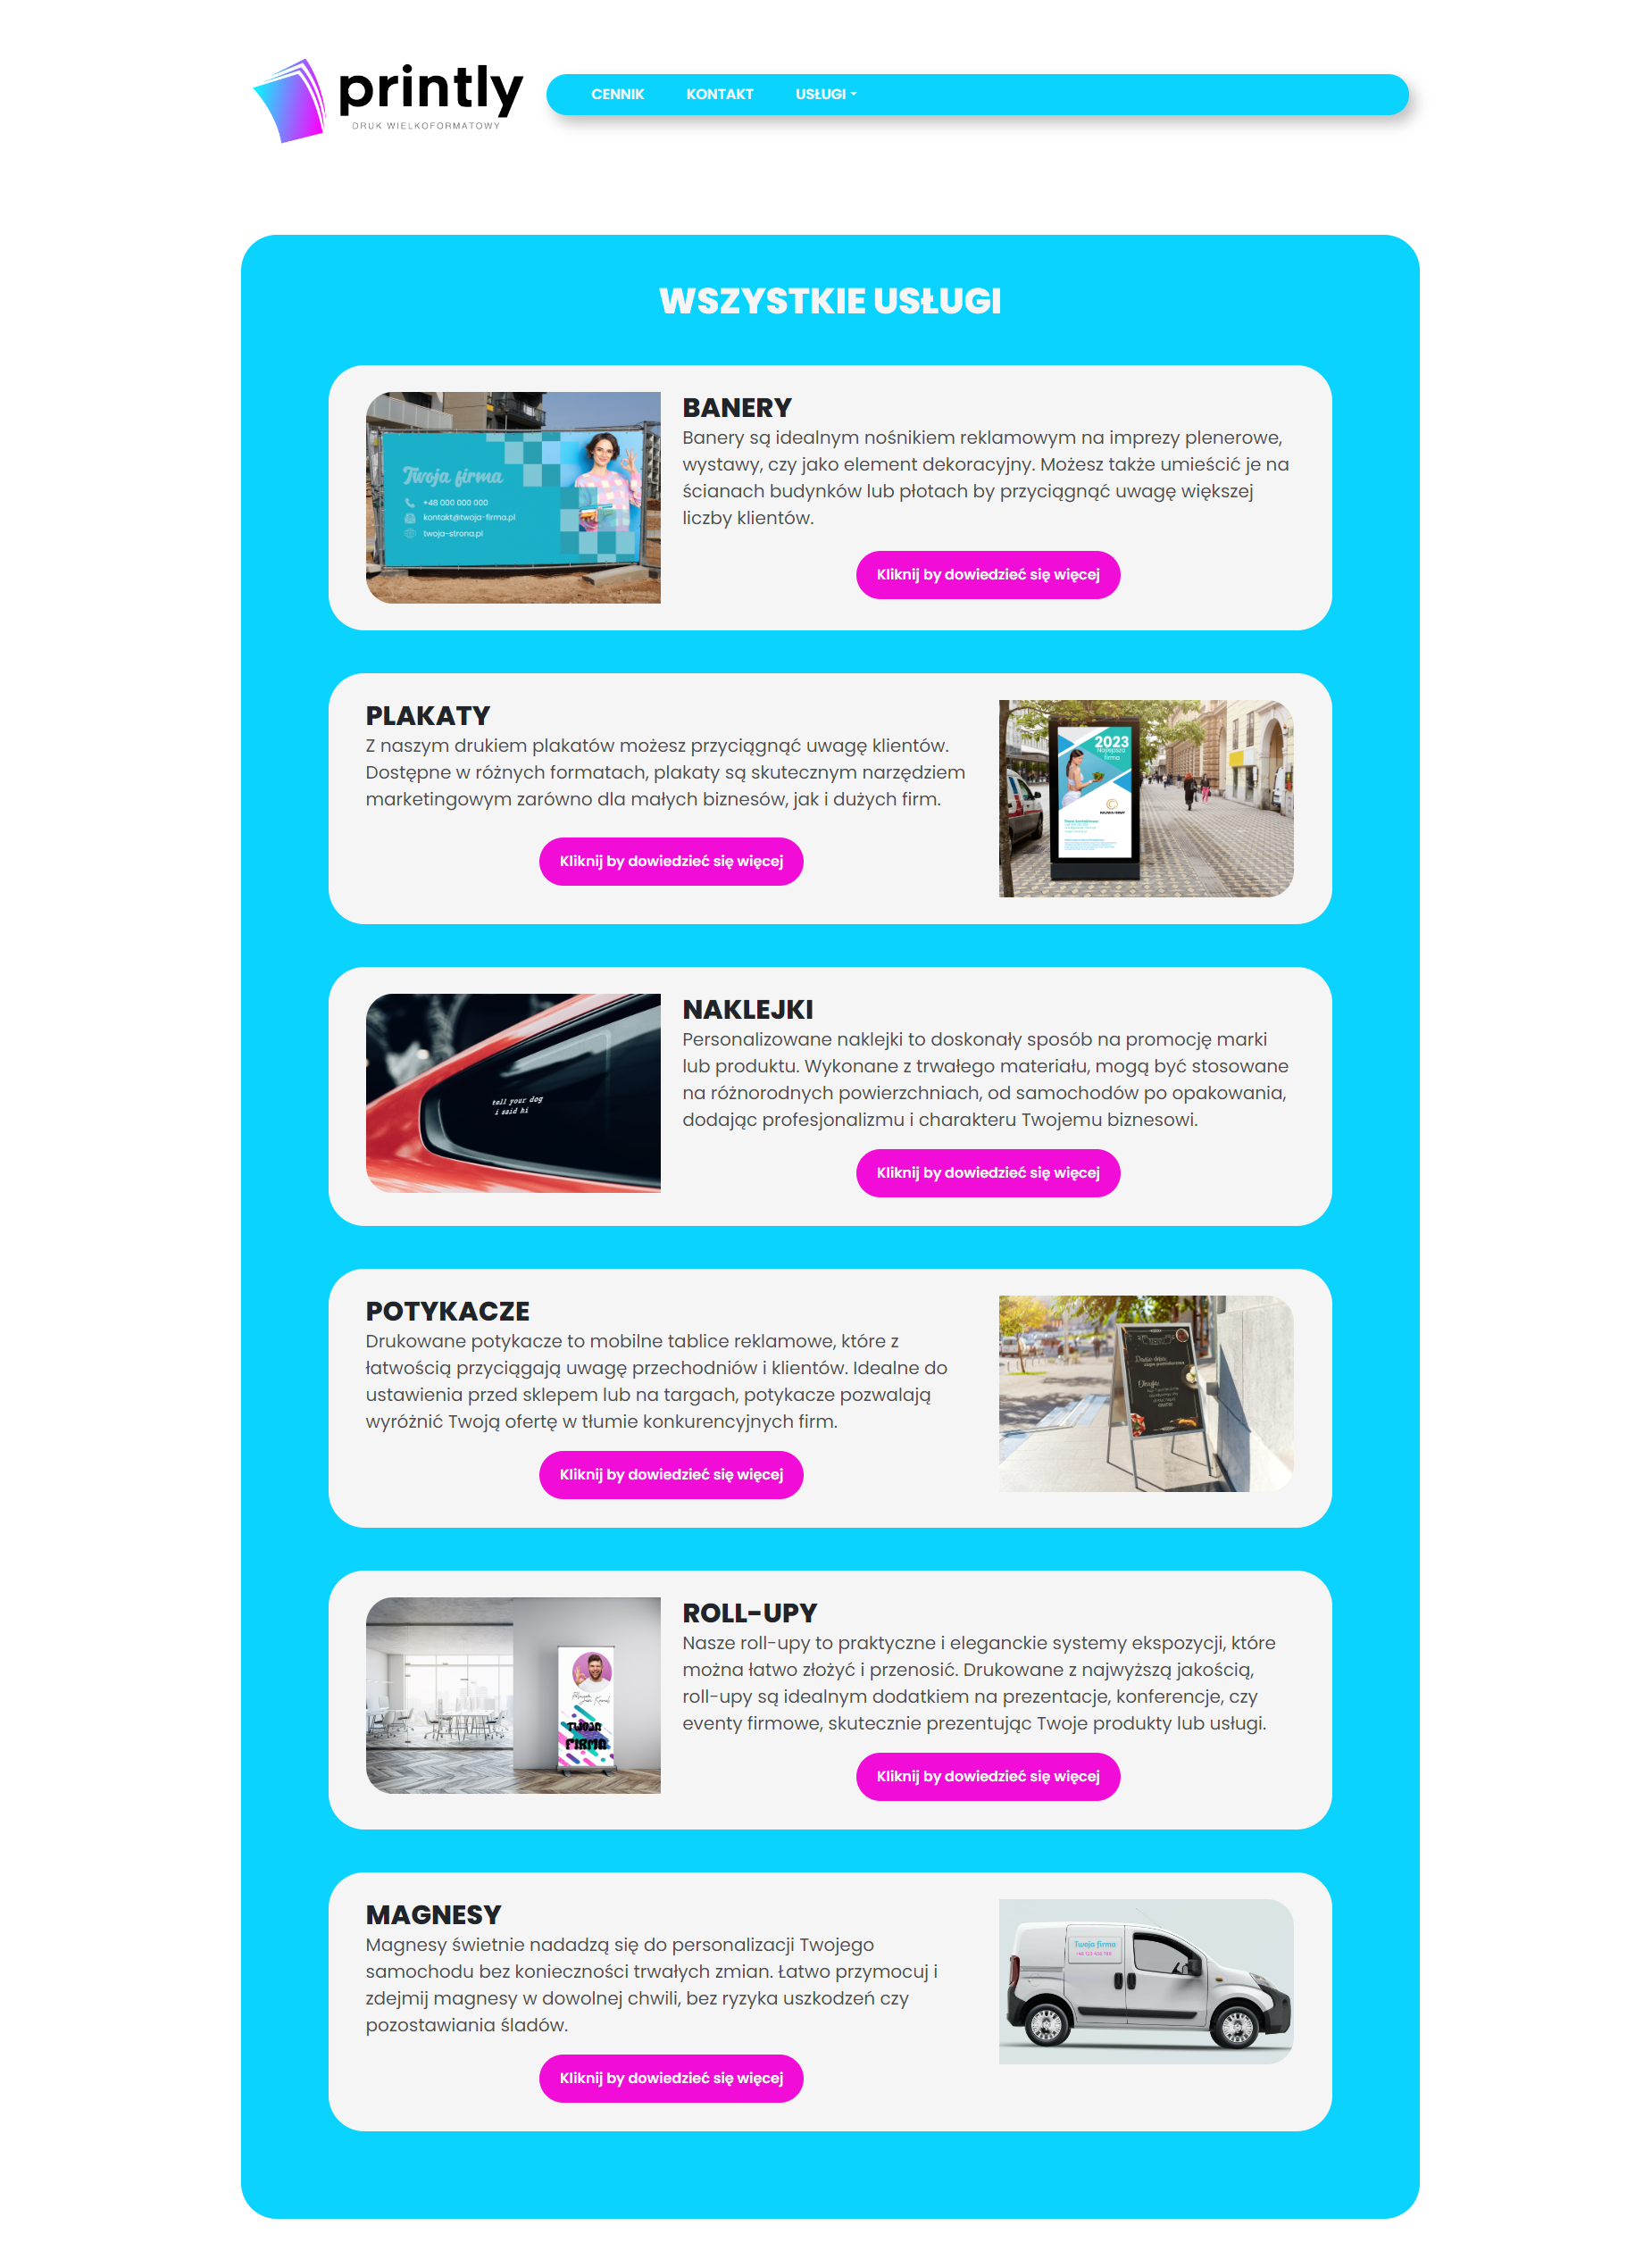 printly
DRUK WIELKOFORMATOWY
CENNIK
KONTAKT
USŁUGI
WSZYSTKIE USŁUGI
Twoja firma
+48 000 000 000
kontakt@twoja-firma.pl
twoja-strona.pl
BANERY
Banery są idealnym nośnikiem reklamowym na imprezy plenerowe,
wystawy, czy jako element dekoracyjny. Możesz także umieścić je na
ścianach budynków lub płotach by przyciągnąć uwagę większej
liczby klientów.
Kliknij by dowiedzieć się więcej
PLAKATY
Z naszym drukiem plakatów możesz przyciągnąć uwagę klientów.
Dostępne w różnych formatach, plakaty są skutecznym narzędziem
marketingowym zarówno dla małych biznesów, jak i dużych firm.
Kliknij by dowiedzieć się więcej
2023
Najlepsza
firma
NAKLEJKI
Personalizowane naklejki to doskonały sposób na promocję marki
lub produktu. Wykonane z trwałego materiału, mogą być stosowane
na różnorodnych powierzchniach, od samochodów po opakowania,
dodając profesjonalizmu i charakteru Twojemu biznesowi.
Kliknij by dowiedzieć się więcej
tell your dog
i said hi
POTYKACZE
Drukowane potykacze to mobilne tablice reklamowe, które z
łatwością przyciągają uwagę przechodniów i klientów. Idealne do
ustawienia przed sklepem lub na targach, potykacze pozwalają
wyróżnić Twoją ofertę w tłumie konkurencyjnych firm.
Kliknij by dowiedzieć się więcej
ROLL-UPY
Nasze roll-upy to praktyczne i eleganckie systemy ekspozycji, które
można łatwo złożyć i przenosić. Drukowane z najwyższą jakością,
roll-upy są idealnym dodatkiem na prezentacje, konferencje, czy
eventy firmowe, skutecznie prezentując Twoje produkty lub usługi.
Kliknij by dowiedzieć się więcej
TWOJA
FIRMA
MAGNESY
Magnesy świetnie nadadzą się do personalizacji Twojego
samochodu bez konieczności trwałych zmian. Łatwo przymocuj i
zdejmij magnesy w dowolnej chwili, bez ryzyka uszkodzeń czy
pozostawiania śladów.
Kliknij by dowiedzieć się więcej
Twoja firma